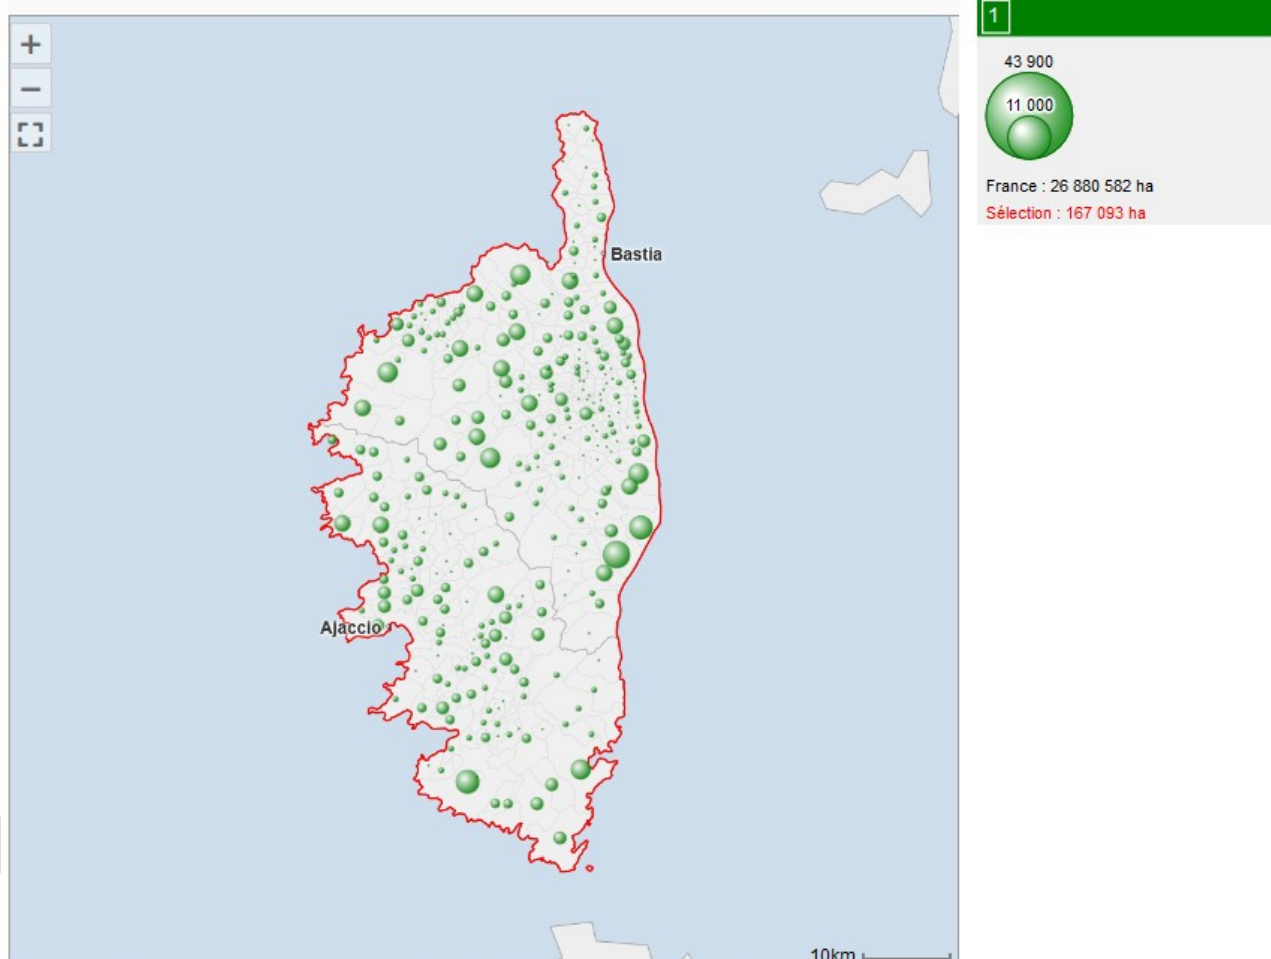 +
−
1
43 900
11 000
France : 26 880 582 ha
Sélection : 167 093 ha
Bastia
Ajaccio
10km